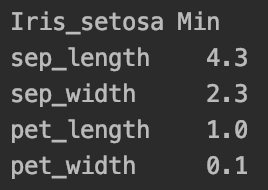 Iris_setosa Min
sep_length    4.3
sep_width     2.3
pet_length    1.0
pet_width     0.1